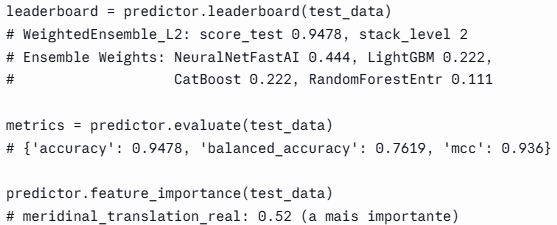 leaderboard = predictor.leaderboard(test_data)
# WeightedEnsemble_L2: score_test 0.9478, stack_level 2
# Ensemble Weights: NeuralNetFastAI 0.444, LightGBM 0.222,
#                   CatBoost 0.222, RandomForestEntr 0.111

metrics = predictor.evaluate(test_data)
# {'accuracy': 0.9478, 'balanced_accuracy': 0.7619, 'mcc': 0.936}

predictor.feature_importance(test_data)
# meridinal_translation_real: 0.52 (a mais importante)